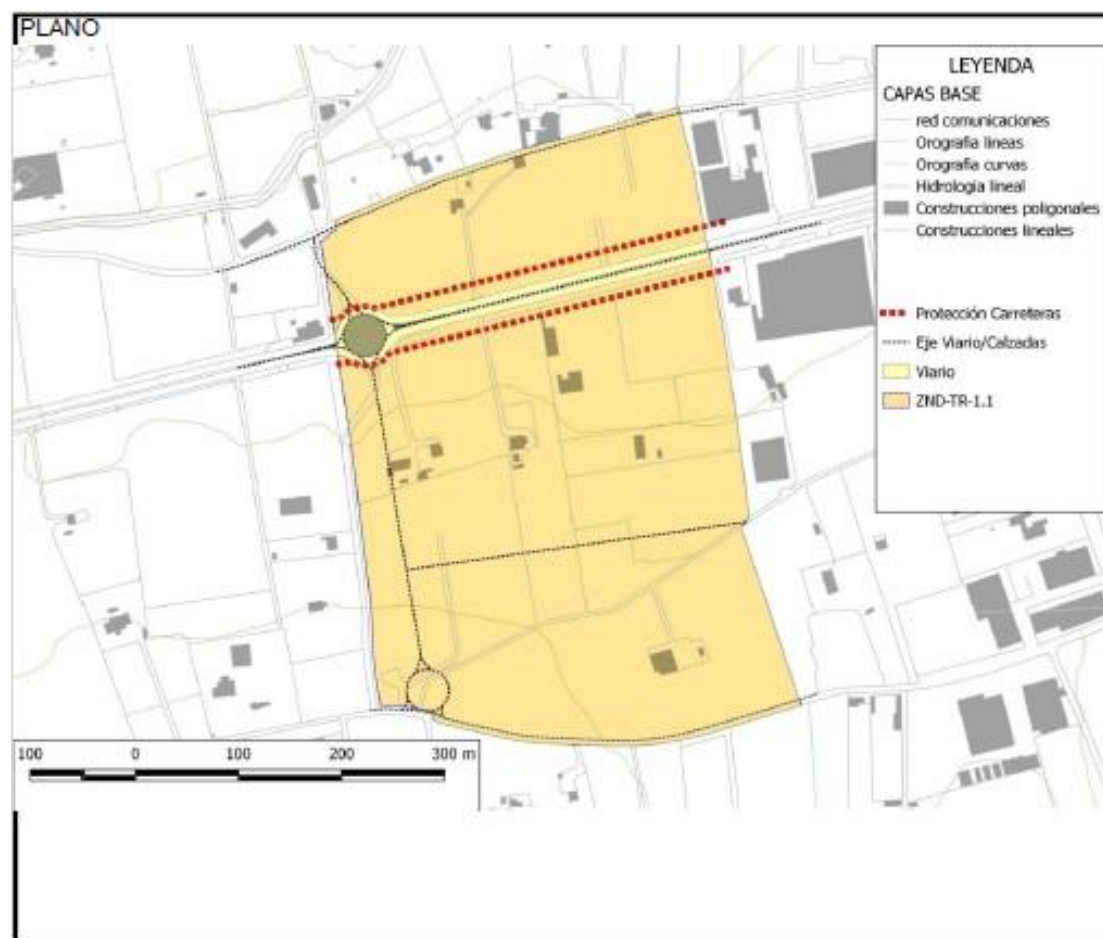 PLANO
LEYENDA
CAPAS BASE
red comunicaciones
Orografia lineas
Orografia curvas
Hidrología lineal
Construcciones poligonales
Construcciones lineales
Protección Carreteras
Eje Viario/Calzadas
Viario
ZND-TR-1.1
100 0 100 200 300 m